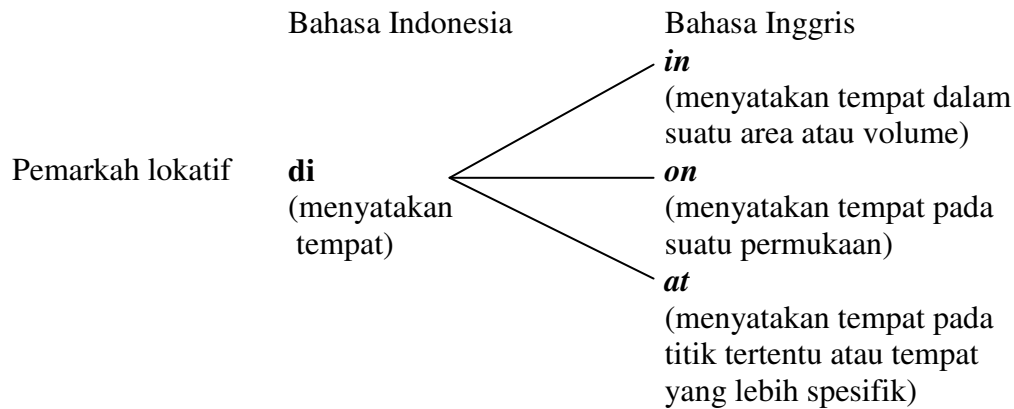 Bahasa Indonesia Bahasa Inggris
in
(menyatakan tempat dalam
suatu area atau volume)
Pemarkah lokatif di on
(menyatakan (menyatakan tempat pada
tempat) suatu permukaan)
at
(menyatakan tempat pada
titik tertentu atau tempat
yang lebih spesifik)